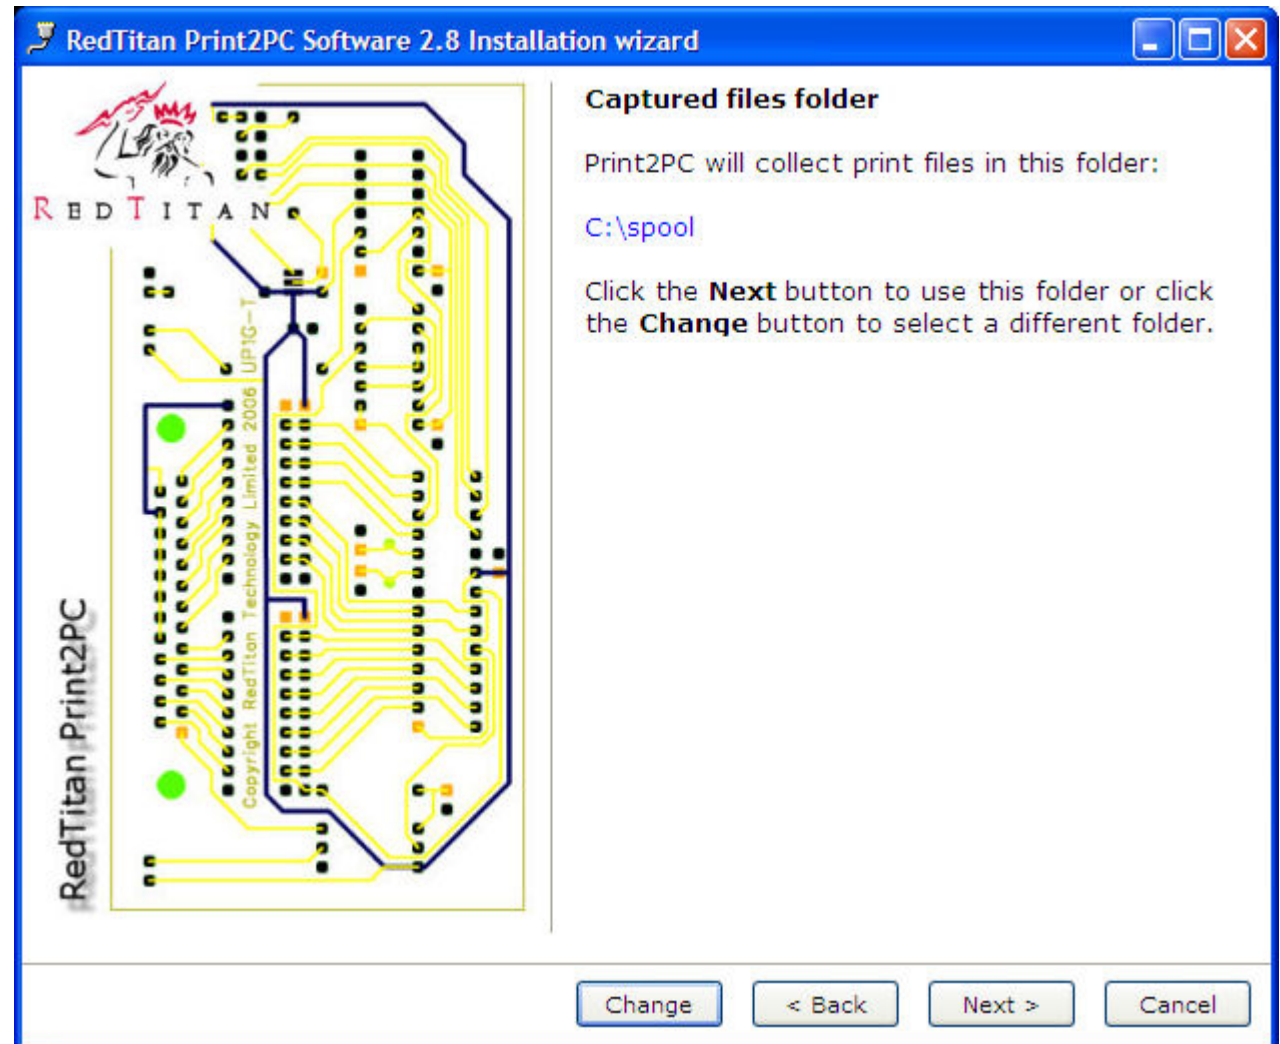 RedTitan Print2PC Software 2.8 Installation wizard
RED TITAN
Copyright RedTitan Technology Limited 2006 UP1G-T
RedTitan Print2PC
Captured files folder
Print2PC will collect print files in this folder:
C:\spool
Click the Next button to use this folder or click
the Change button to select a different folder.
Change
< Back
Next >
Cancel